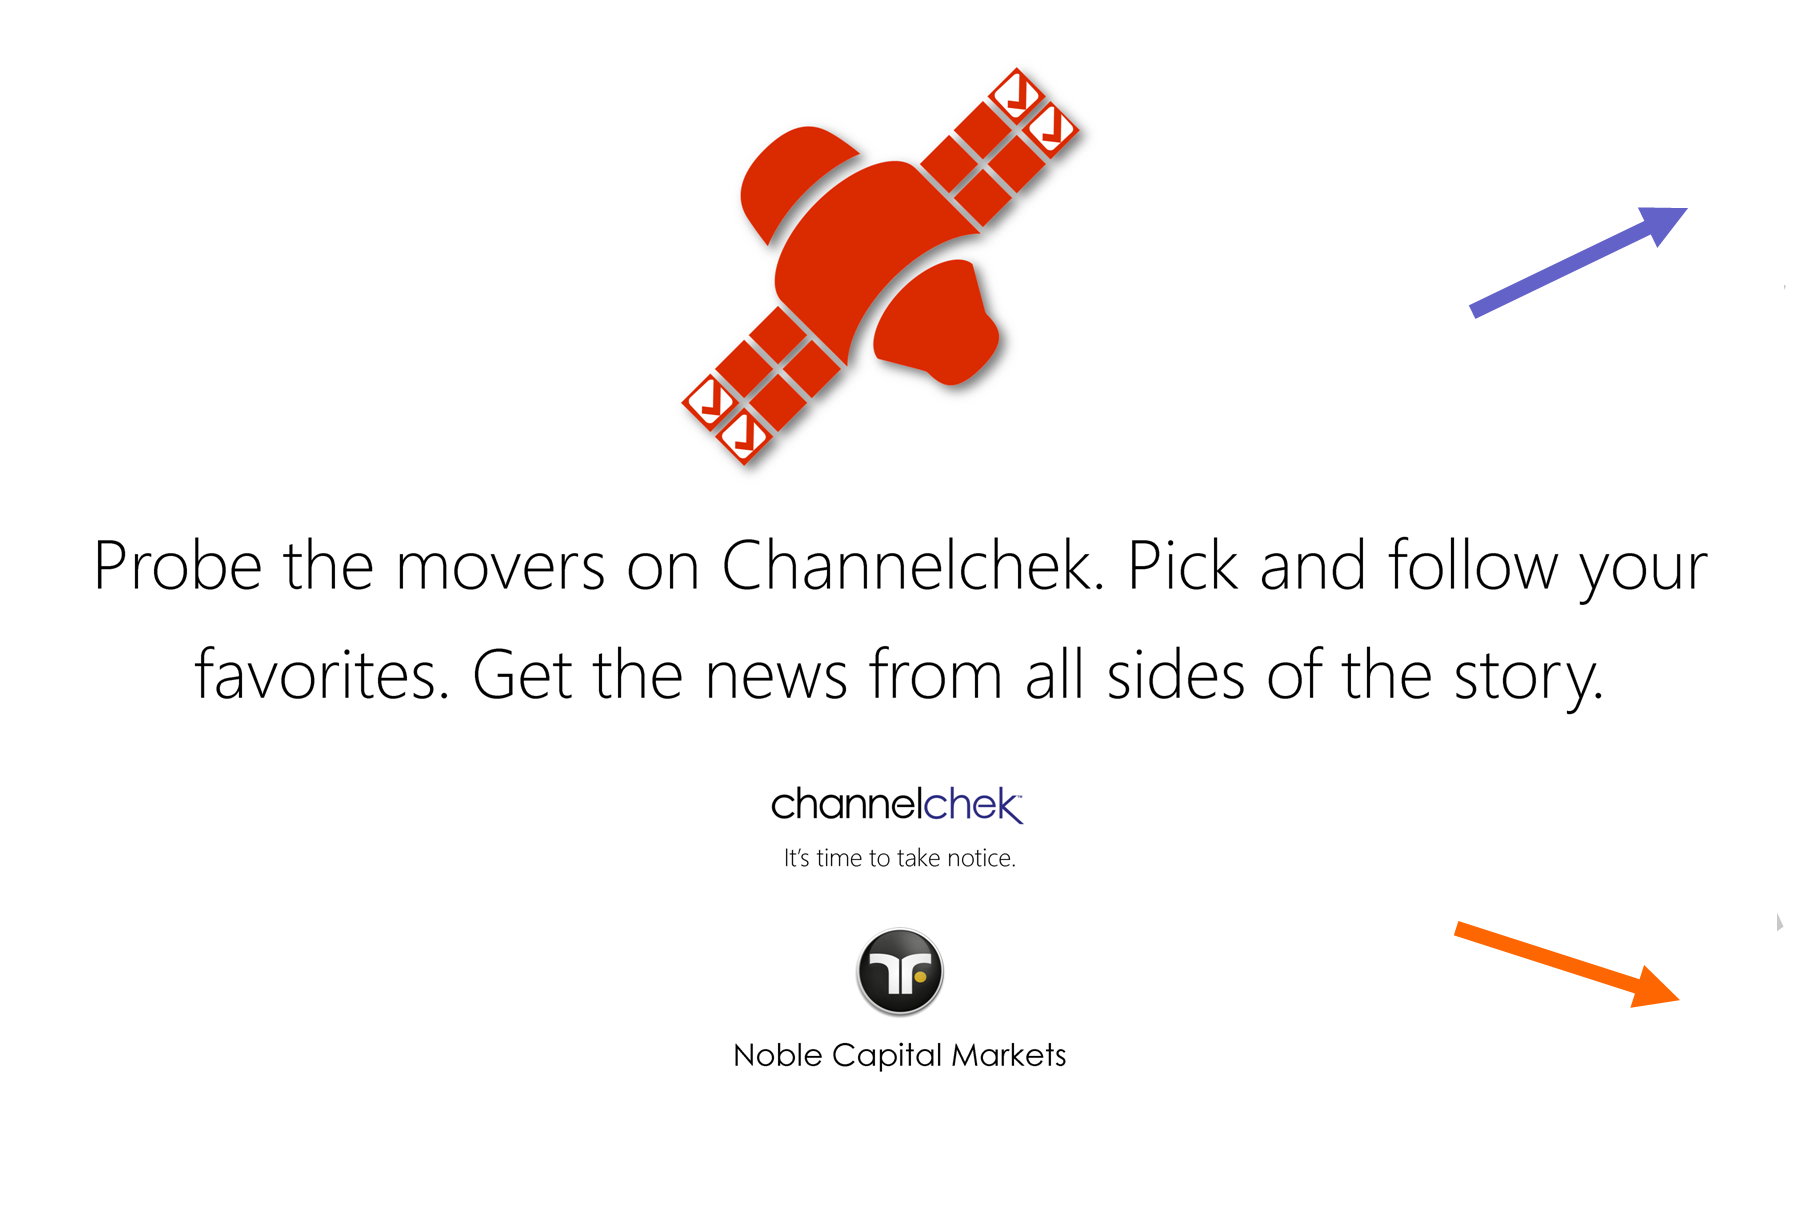 Probe the movers on Channelchek. Pick and follow your
favorites. Get the news from all sides of the story.
channelchek™
It's time to take notice.
Noble Capital Markets